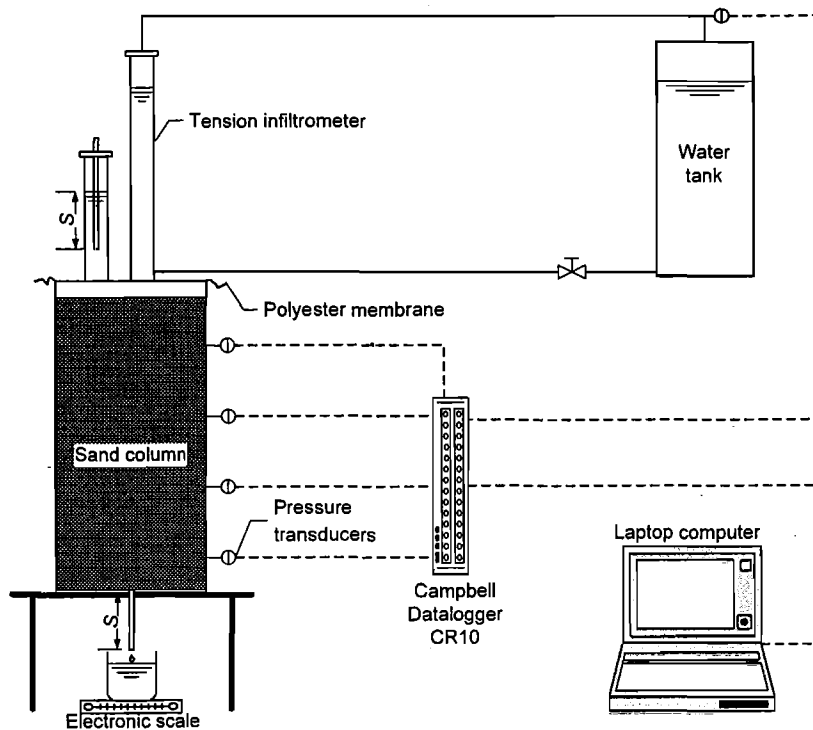 Tension infiltrometer
Water
tank
S
Polyester membrane
Sand column
Pressure
transducers
Laptop computer
Campbell
Datalogger
CR10
S
Electronic scale